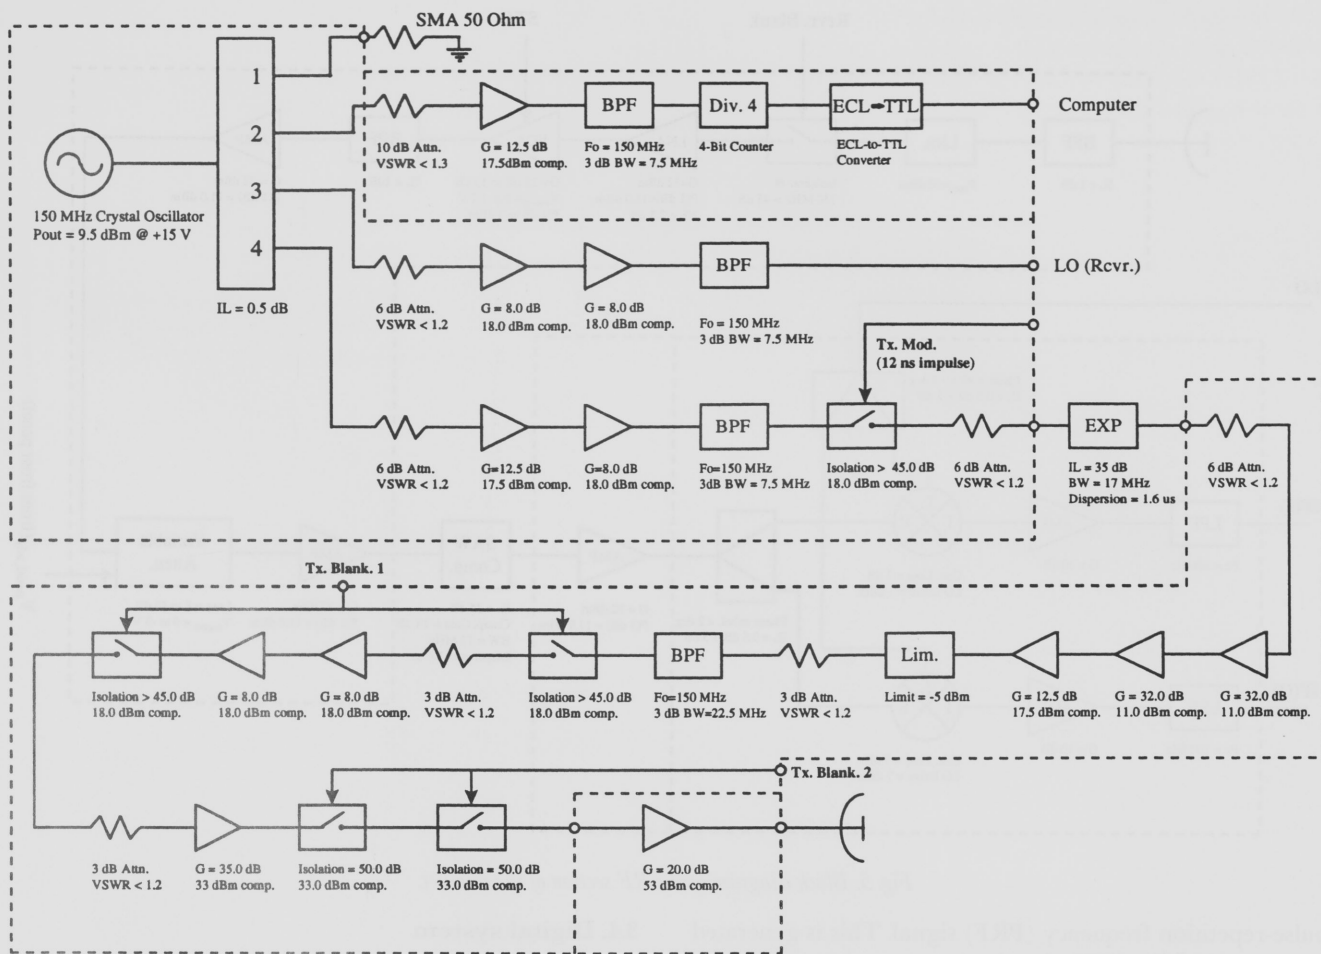 SMA 50 Ohm
1
2
3
4
150 MHz Crystal Oscillator
Pout = 9.5 dBm @ +15 V
IL = 0.5 dB
BPF
Div. 4
ECL➡TTL
Computer
10 dB Attn.
VSWR < 1.3
G = 12.5 dB
17.5dBm comp.
Fo = 150 MHz
3 dB BW = 7.5 MHz
4-Bit Counter
ECL-to-TTL
Converter
BPF
LO (Rcvr.)
6 dB Attn.
VSWR < 1.2
G = 8.0 dB
18.0 dBm comp.
G = 8.0 dB
18.0 dBm comp.
Fo = 150 MHz
3 dB BW = 7.5 MHz
Tx. Mod.
(12 ns impulse)
BPF
EXP
6 dB Attn.
VSWR < 1.2
G=12.5 dB
17.5 dBm comp.
G=8.0 dB
18.0 dBm comp.
Fo=150 MHz
3dB BW = 7.5 MHz
Isolation > 45.0 dB
18.0 dBm comp.
6 dB Attn.
VSWR < 1.2
IL = 35 dB
BW = 17 MHz
Dispersion = 1.6 us
6 dB Attn.
VSWR < 1.2
Tx. Blank. 1
BPF
Lim.
Isolation > 45.0 dB
18.0 dBm comp.
G = 8.0 dB
18.0 dBm comp.
G = 8.0 dB
18.0 dBm comp.
3 dB Attn.
VSWR < 1.2
Isolation > 45.0 dB
18.0 dBm comp.
Fo=150 MHz
3 dB BW=22.5 MHz
3 dB Attn.
VSWR < 1.2
Limit = -5 dBm
G = 12.5 dB
17.5 dBm comp.
G = 32.0 dB
11.0 dBm comp.
G = 32.0 dB
11.0 dBm comp.
Tx. Blank. 2
3 dB Attn.
VSWR < 1.2
G = 35.0 dB
33 dBm comp.
Isolation = 50.0 dB
33.0 dBm comp.
Isolation = 50.0 dB
33.0 dBm comp.
G = 20.0 dB
53 dBm comp.